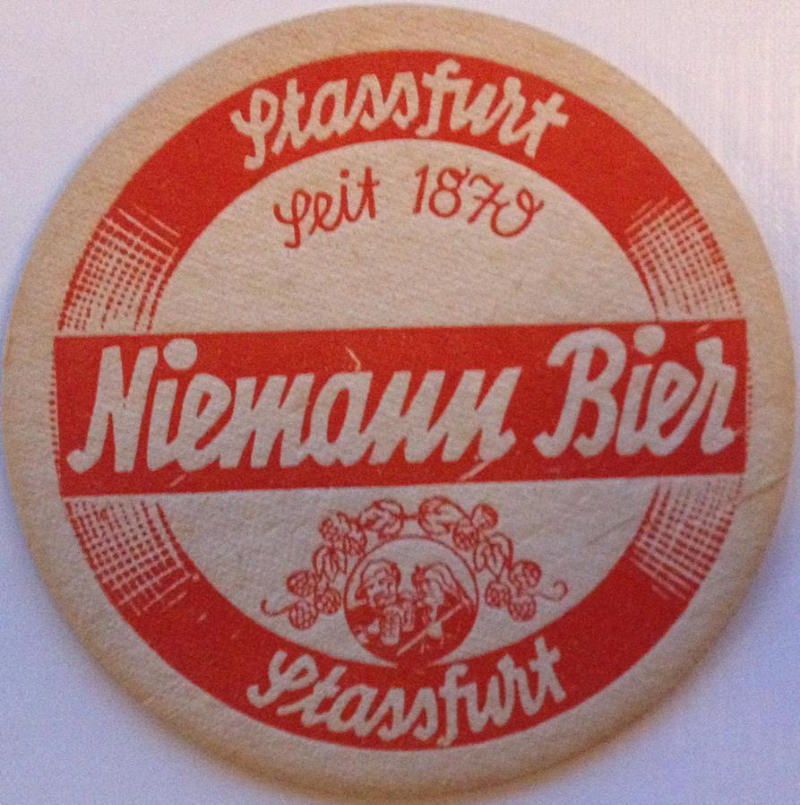 Stassfurt
Seit 1870
Niemann Bier
Stassfurt